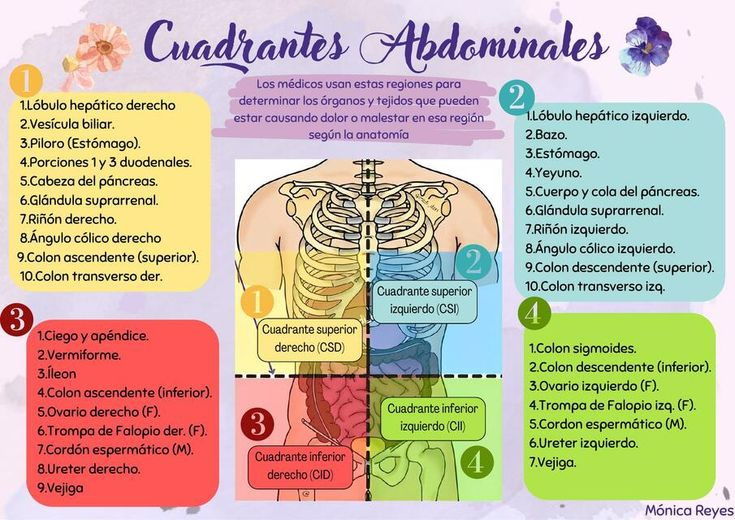 Cuadrantes Abdominales
Los médicos usan estas regiones para
determinar los órganos y tejidos que pueden
estar causando dolor o malestar en esa región
según la anatomía
1
1.Lóbulo hepático derecho
2.Vesícula biliar.
3.Piloro (Estómago).
4.Porciones 1 y 3 duodenales.
5.Cabeza del páncreas.
6.Glándula suprarrenal.
7.Riñón derecho.
8.Ángulo cólico derecho
9.Colon ascendente (superior).
10.Colon transverso der.
2
1.Lóbulo hepático izquierdo.
2.Bazo.
3.Estómago.
4.Yeyuno.
5.Cuerpo y cola del páncreas.
6.Glándula suprarrenal.
7.Riñón izquierdo.
8.Ángulo cólico izquierdo.
9.Colon descendente (superior).
10.Colon transverso izq.
1
Cuadrante superior
derecho (CSD)
2
Cuadrante superior
izquierdo (CSI)
3
Cuadrante inferior
derecho (CID)
Cuadrante inferior
izquierdo (CII)
4
3
1.Ciego y apéndice.
2.Vermiforme.
3.Íleon
4.Colon ascendente (inferior).
5.Ovario derecho (F).
6.Trompa de Falopio der. (F).
7.Cordón espermático (M).
8.Ureter derecho.
9.Vejiga
4
1.Colon sigmoides.
2.Colon descendente (inferior).
3.Ovario izquierdo (F).
4.Trompa de Falopio izq. (F).
5.Cordon espermático (M).
6.Ureter izquierdo.
7.Vejiga.
Mónica Reyes